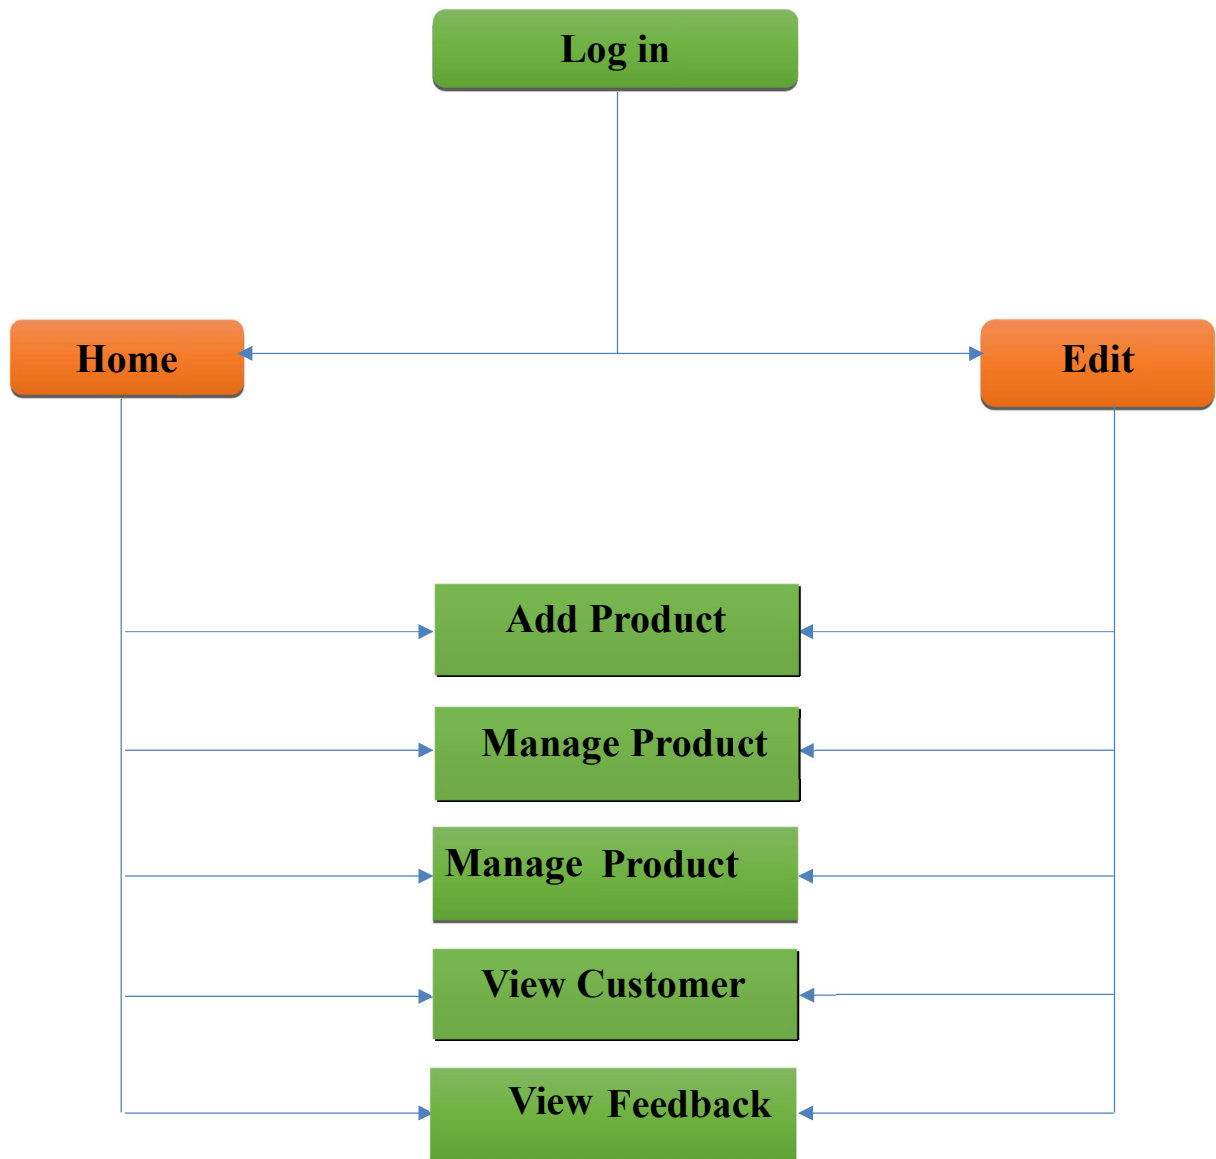 Log in
Home
Edit
Add Product
Manage Product
Manage Product
View Customer
View Feedback